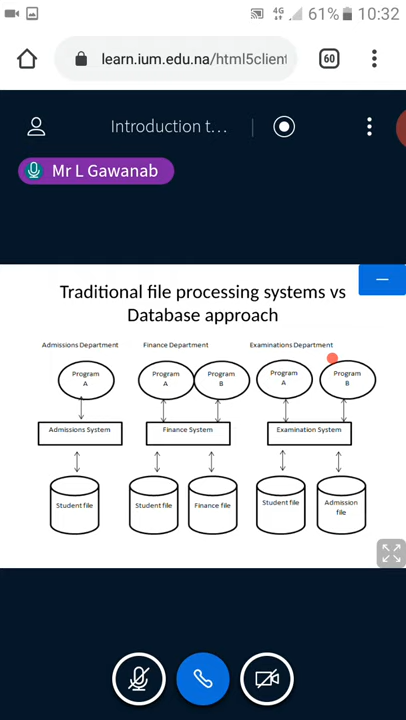 4G 61% 10:32
learn.ium.edu.na/html5client
60
Introduction t...
Mr L Gawanab
Traditional file processing systems vs
Database approach
Admissions Department Finance Department Examinations Department
Program A Program A Program B Program A Program B
Admissions System Finance System Examination System
Student file Student file Finance file Student file Admission file